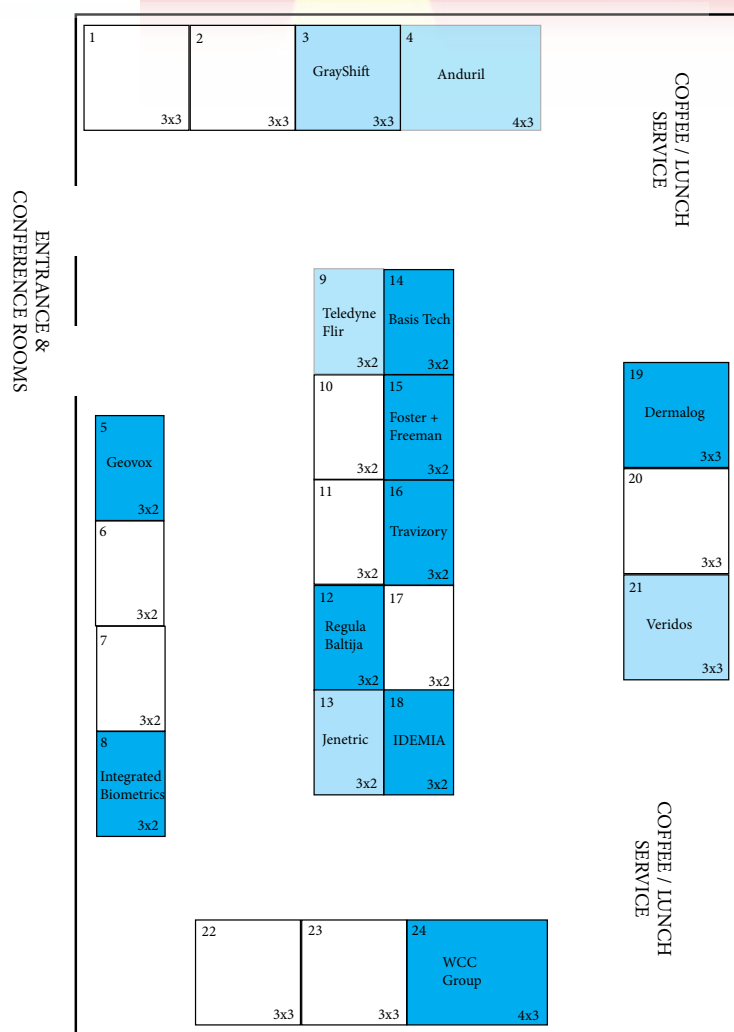 1
3x3
2
3x3
3
GrayShift
3x3
4
Anduril
4x3
COFFEE / LUNCH
SERVICE
ENTRANCE &
CONFERENCE ROOMS
5
Geovox
3x2
6
3x2
7
3x2
8
Integrated
Biometrics
3x2
9
Teledyne
Flir
3x2
10
3x2
11
3x2
12
Regula
Baltija
3x2
13
Jenetric
3x2
14
Basis Tech
3x2
15
Foster +
Freeman
3x2
16
Travizory
3x2
17
3x2
18
IDEMIA
3x2
19
Dermalog
3x3
20
3x3
21
Veridos
3x3
COFFEE / LUNCH
SERVICE
22
3x3
23
3x3
24
WCC
Group
4x3